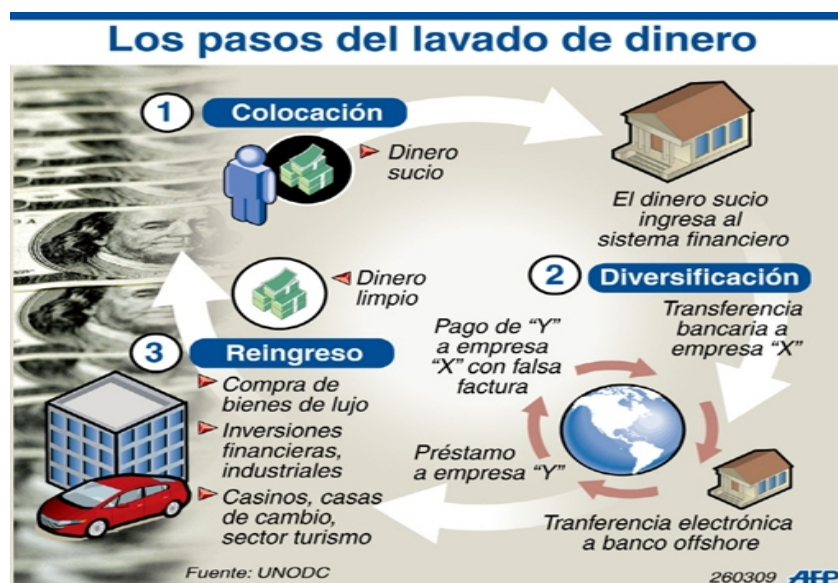 Los pasos del lavado de dinero
1 Colocación
Dinero
sucio
El dinero sucio
ingresa al
sistema financiero
2 Diversificación
Transferencia
bancaria a
empresa “X”
Tranferencia electrónica
a banco offshore
Préstamo
a empresa “Y”
Pago de “Y”
a empresa
“X” con falsa
factura
3 Reingreso
Compra de
bienes de lujo
Inversiones
financieras,
industriales
Casinos, casas
de cambio,
sector turismo
Dinero
limpio
Fuente: UNODC
260309 AFP